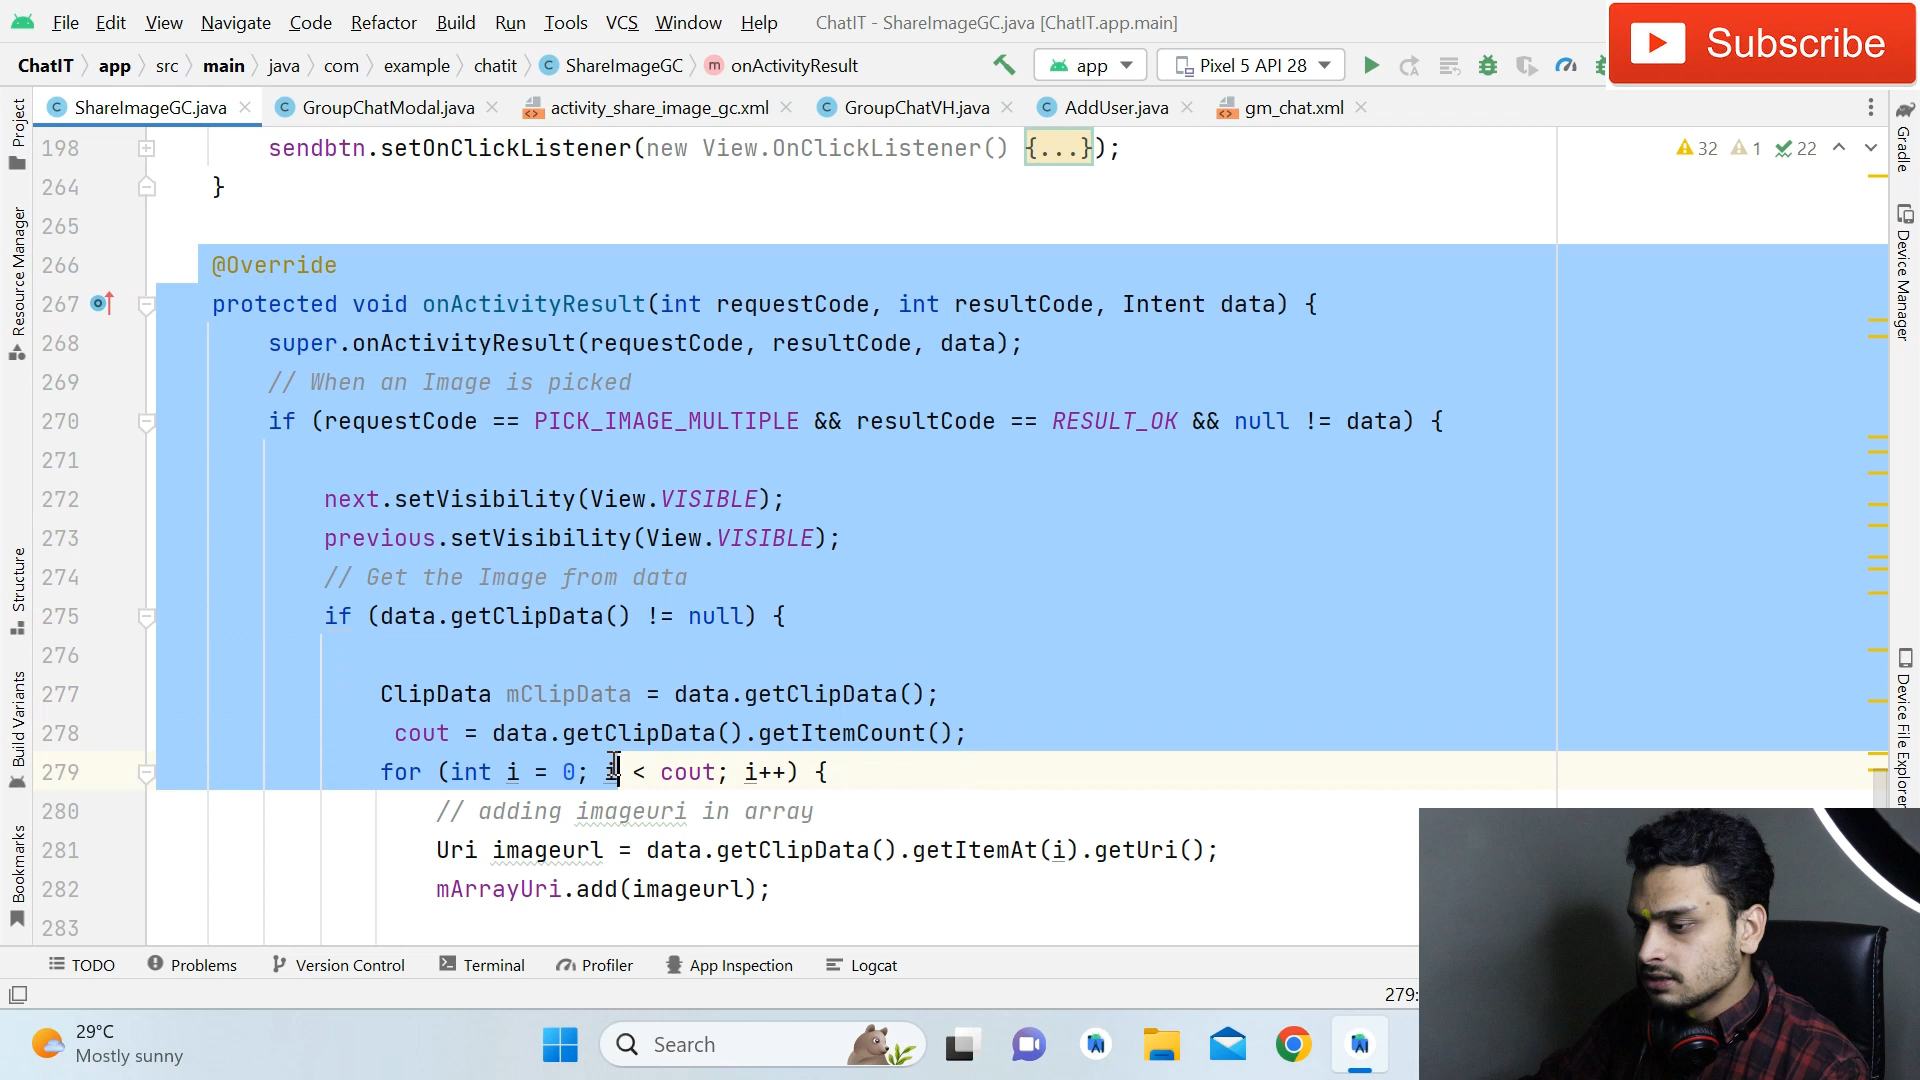 File Edit View Navigate Code Refactor Build Run Tools VCS Window Help ChatIT - ShareImageGC.java [ChatIT.app.main]
Subscribe
ChatIT app src main java com example chatit ShareImageGC onActivityResult app Pixel 5 API 28
ShareImageGC.java GroupChatModal.java activity_share_image_gc.xml GroupChatVH.java AddUser.java gm_chat.xml
Project
Resource Manager
Structure
Build Variants
Bookmarks
198 sendbtn.setOnClickListener(new View.OnClickListener() {...});
32 1 22
264 }
265
266 @Override
267 protected void onActivityResult(int requestCode, int resultCode, Intent data) {
268 super.onActivityResult(requestCode, resultCode, data);
269 // When an Image is picked
270 if (requestCode == PICK_IMAGE_MULTIPLE && resultCode == RESULT_OK && null != data) {
271
272 next.setVisibility(View.VISIBLE);
273 previous.setVisibility(View.VISIBLE);
274 // Get the Image from data
275 if (data.getClipData() != null) {
276
277 ClipData mClipData = data.getClipData();
278 cout = data.getClipData().getItemCount();
279 for (int i = 0; i < cout; i++) {
280 // adding imageuri in array
281 Uri imageurl = data.getClipData().getItemAt(i).getUri();
282 mArrayUri.add(imageurl);
283
Gradle
Device Manager
Device File Explorer
TODO Problems Version Control Terminal Profiler App Inspection Logcat
279:
29°C
Mostly sunny
Search